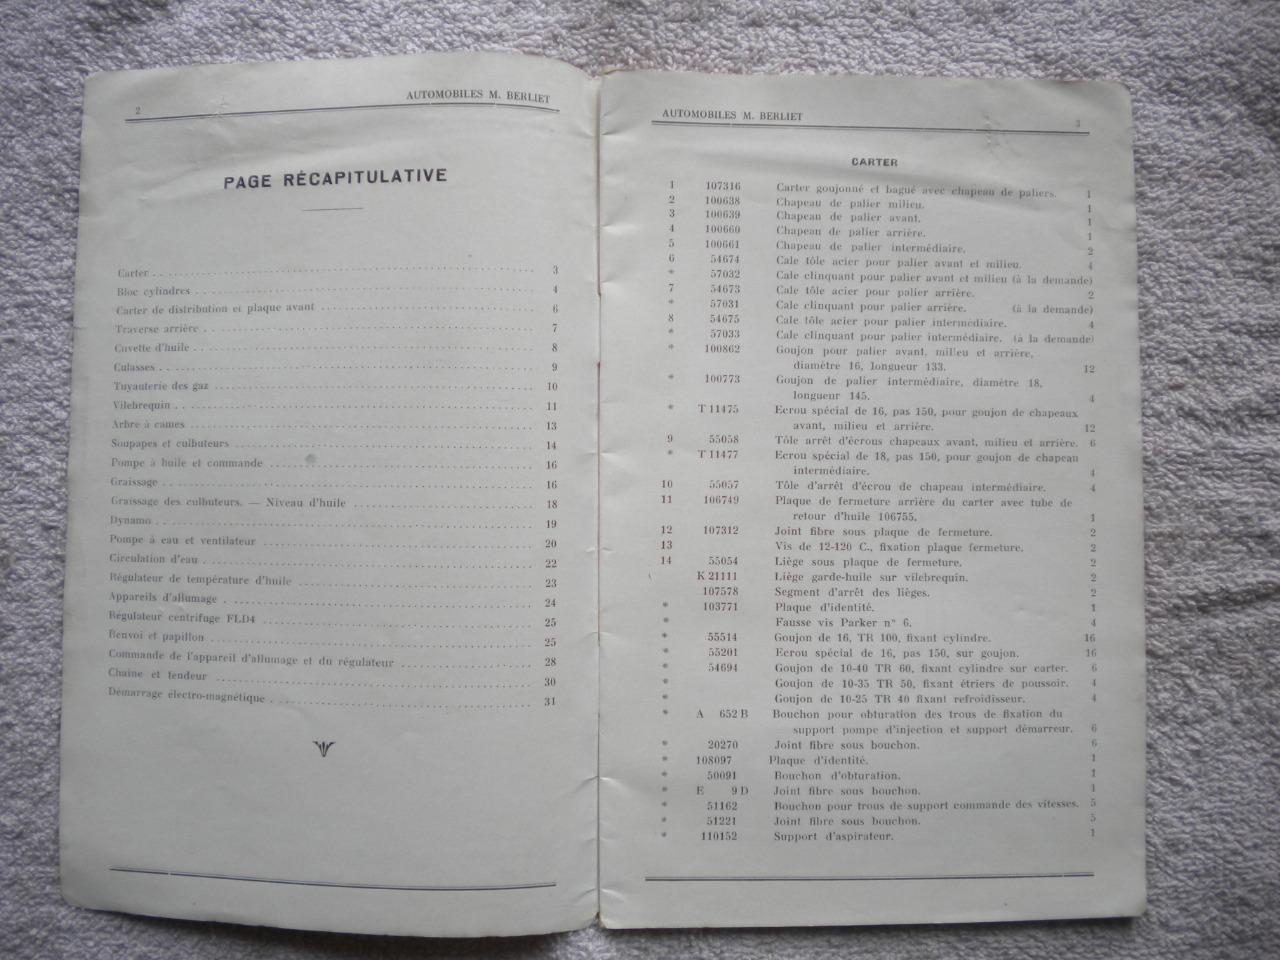 2 AUTOMOBILES M. BERLIET
PAGE RÉCAPITULATIVE
Carter 3
Bloc cylindres 4
Carter de distribution et plaque avant 6
Traverse arrière 7
Cuvette d'huile 8
Culasses 9
Tuyauterie des gaz 10
Vilebrequin 11
Arbre à cames 13
Soupapes et culbuteurs 14
Pompe à huile et commande 16
Graissage 16
Graissage des culbuteurs. — Niveau d'huile 18
Dynamo 19
Pompe à eau et ventilateur 20
Circulation d'eau 22
Régulateur de température d'huile 23
Appareils d'allumage 24
Régulateur centrifuge FLD4 25
Renvoi et papillon 25
Commande de l'appareil d'allumage et du régulateur 28
Chaîne et tendeur 30
Démarrage électro-magnétique 31
AUTOMOBILES M. BERLIET 3
CARTER
1 107316 Carter goujonné et bagué avec chapeau de paliers. 1
2 100638 Chapeau de palier milieu. 1
3 100639 Chapeau de palier avant. 1
4 100660 Chapeau de palier arrière. 1
5 100661 Chapeau de palier intermédiaire. 2
6 54674 Cale tôle acier pour palier avant et milieu. 4
* 57032 Cale clinquant pour palier avant et milieu (à la demande)
7 54673 Cale tôle acier pour palier arrière. 2
* 57031 Cale clinquant pour palier arrière. (à la demande)
8 54675 Cale tôle acier pour palier intermédiaire. 4
* 57033 Cale clinquant pour palier intermédiaire. (à la demande)
* 100862 Goujon pour palier avant, milieu et arrière,
diamètre 16, longueur 133. 12
* 100773 Goujon de palier intermédiaire, diamètre 18,
longueur 145. 4
* T 11475 Ecrou spécial de 16, pas 150, pour goujon de chapeaux
avant, milieu et arrière. 12
9 55058 Tôle arrêt d'écrous chapeaux avant, milieu et arrière. 6
* T 11477 Ecrou spécial de 18, pas 150, pour goujon de chapeau
intermédiaire. 4
10 55057 Tôle d'arrêt d'écrou de chapeau intermédiaire. 4
11 106749 Plaque de fermeture arrière du carter avec tube de
retour d'huile 106755. 1
12 107312 Joint fibre sous plaque de fermeture. 2
13 Vis de 12-120 C., fixation plaque fermeture. 2
14 55054 Liège sous plaque de fermeture. 2
K 21111 Liège garde-huile sur vilebrequin. 2
107578 Segment d'arrêt des lièges. 2
* 103771 Plaque d'identité. 1
* Fausse vis Parker n° 6. 4
* 55514 Goujon de 16, TR 100, fixant cylindre. 16
* 55201 Ecrou spécial de 16, pas 150, sur goujon. 16
* 54694 Goujon de 10-40 TR 60, fixant cylindre sur carter. 6
* Goujon de 10-35 TR 50, fixant étriers de poussoir. 4
* Goujon de 10-25 TR 40 fixant refroidisseur. 4
* A 652 B Bouchon pour obturation des trous de fixation du
support pompe d'injection et support démarreur. 6
* 20270 Joint fibre sous bouchon. 6
* 108097 Plaque d'identité. 1
* 50091 Bouchon d'obturation. 1
* E 9 D Joint fibre sous bouchon. 1
* 51162 Bouchon pour trous de support commande des vitesses. 5
* 51221 Joint fibre sous bouchon. 5
* 110152 Support d'aspirateur. 1